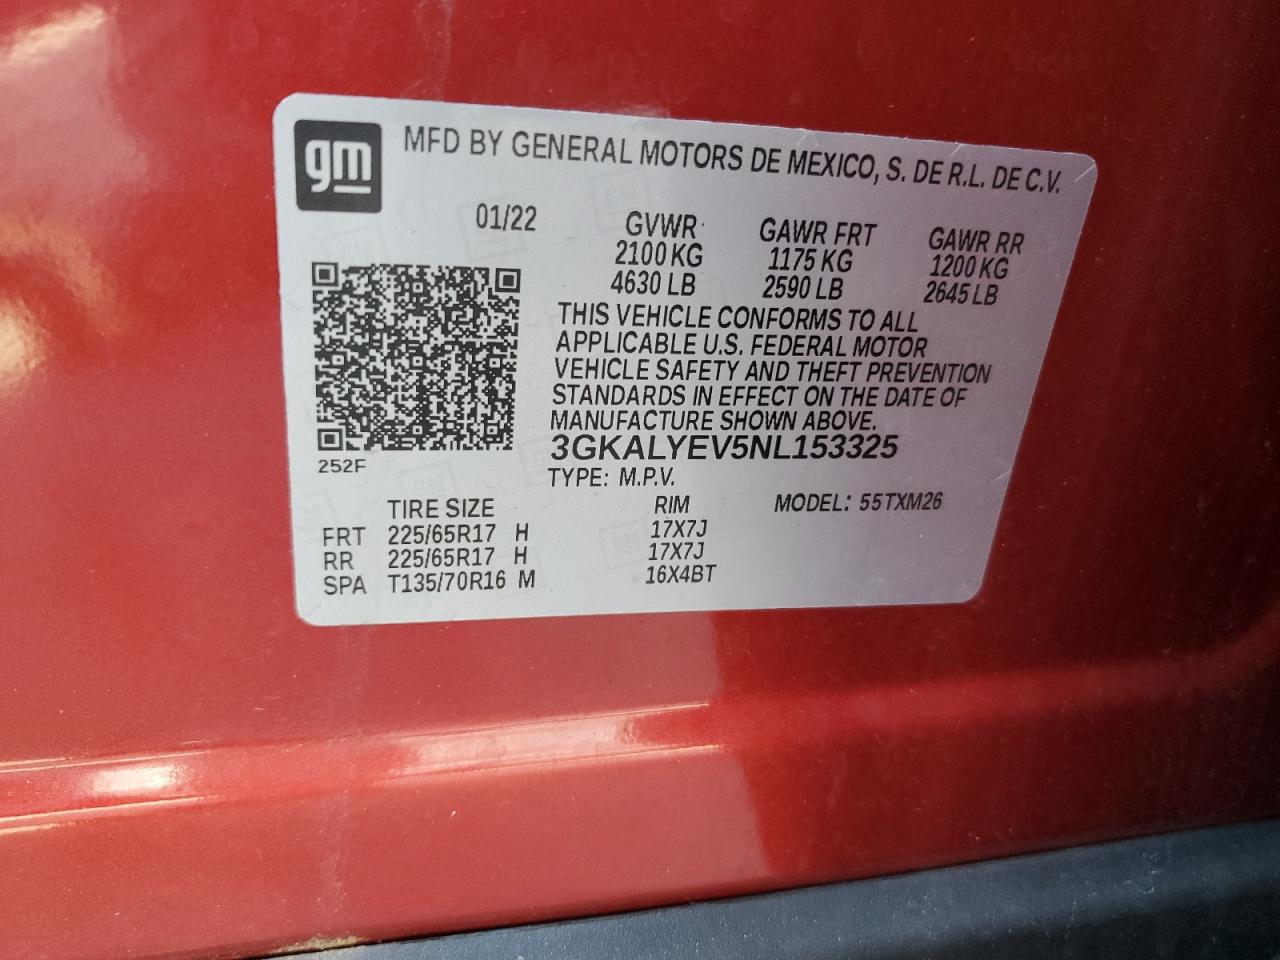 gm
MFD BY GENERAL MOTORS DE MEXICO, S. DE R.L. DE C.V.
01/22 GVWR GAWR FRT GAWR RR
2100 KG 1175 KG 1200 KG
4630 LB 2590 LB 2645 LB
THIS VEHICLE CONFORMS TO ALL
APPLICABLE U.S. FEDERAL MOTOR
VEHICLE SAFETY AND THEFT PREVENTION
STANDARDS IN EFFECT ON THE DATE OF
MANUFACTURE SHOWN ABOVE.
3GKALYEV5NL153325
252F
TYPE: M.P.V.
TIRE SIZE RIM MODEL: 55TXM26
FRT 225/65R17 H 17X7J
RR 225/65R17 H 17X7J
SPA T135/70R16 M 16X4BT